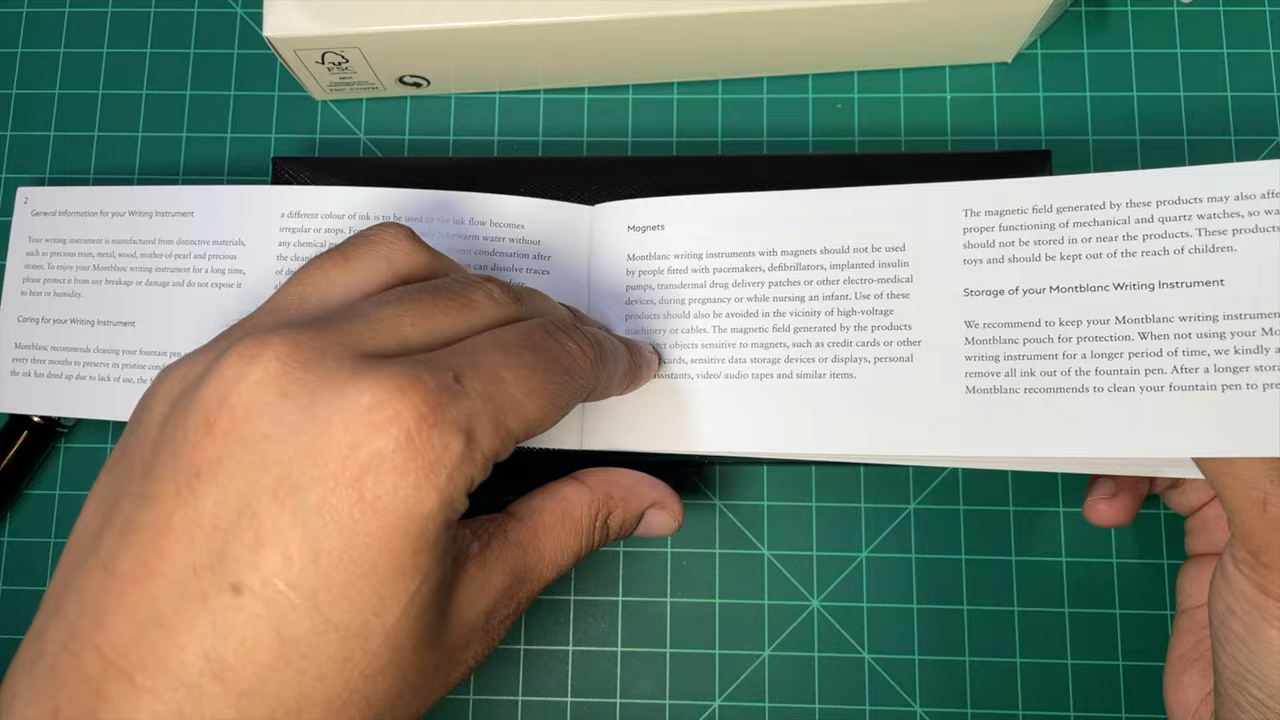 FSC
2
General Information for your Writing Instrument
Your writing instrument is manufactured from distinctive materials,
such as precious resin, metal, wood, mother-of-pearl and precious
stones. To enjoy your Montblanc writing instrument for a long time,
please protect it from any breakage or damage and do not expose it
to heat or humidity.
Caring for your Writing Instrument
Montblanc recommends cleaning your fountain pen
every three months to preserve its pristine
the ink has dried up due to lack of use, the
a different colour of ink is to be used or the ink flow becomes
irregular or stops. lukewarm water without
any chemical condensation after
the can dissolve traces
of
Magnets
Montblanc writing instruments with magnets should not be used
by people fitted with pacemakers, defibrillators, implanted insulin
pumps, transdermal drug delivery patches or other electro-medical
devices, during pregnancy or while nursing an infant. Use of these
products should also be avoided in the vicinity of high-voltage
machinery or cables. The magnetic field generated by the products
objects sensitive to magnets, such as credit cards or other
cards, sensitive data storage devices or displays, personal
assistants, video/ audio tapes and similar items.
The magnetic field generated by these products may also affe
proper functioning of mechanical and quartz watches, so wa
should not be stored in or near the products. These products
toys and should be kept out of the reach of children.
Storage of your Montblanc Writing Instrument
We recommend to keep your Montblanc writing instrumen
Montblanc pouch for protection. When not using your Mo
writing instrument for a longer period of time, we kindly a
remove all ink out of the fountain pen. After a longer stora
Montblanc recommends to clean your fountain pen to pre